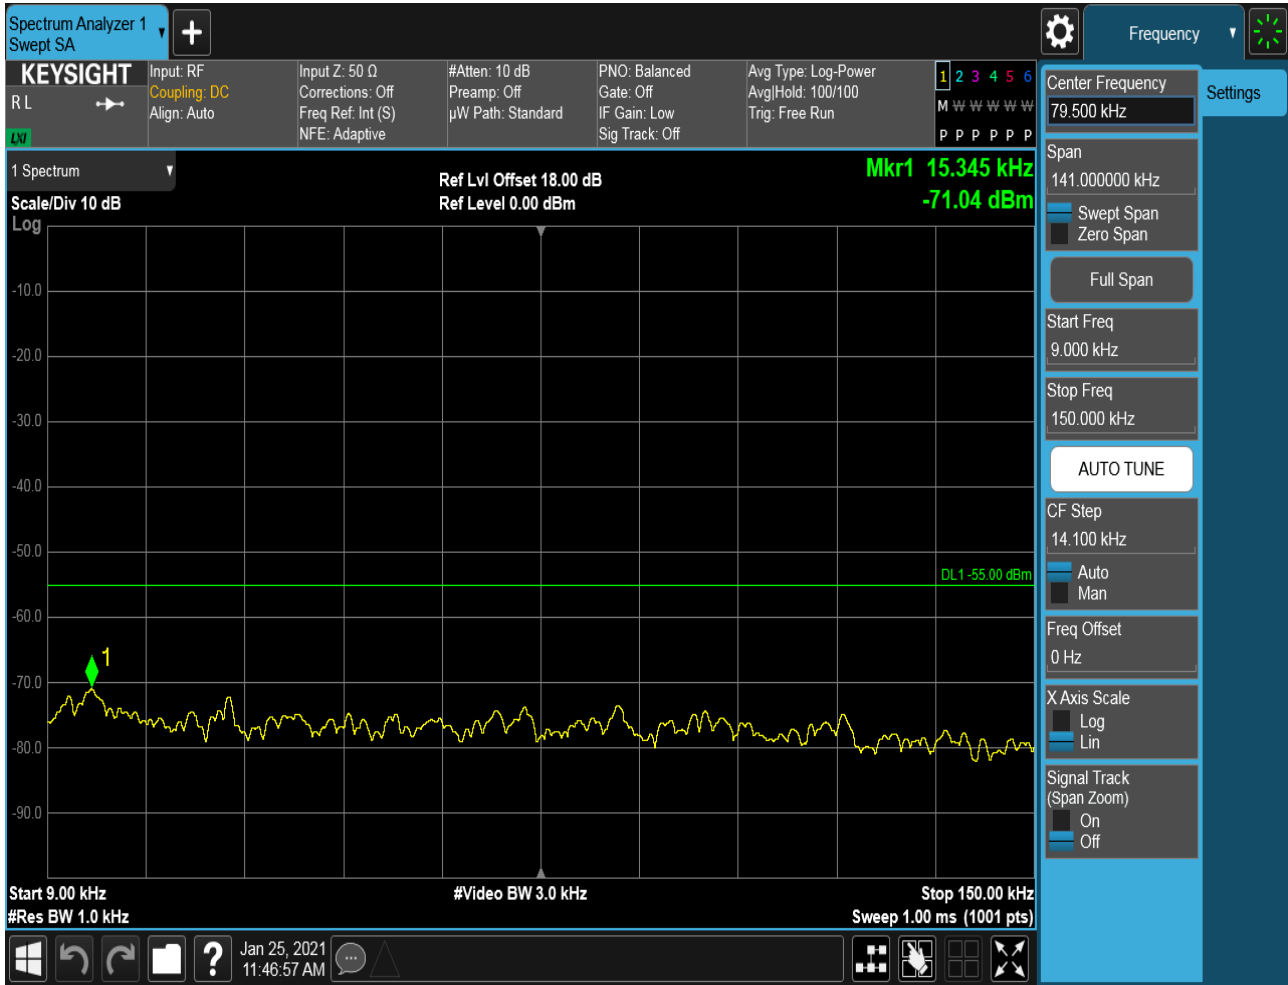 Spectrum Analyzer 1
Swept SA
Frequency
KEYSIGHT
R L
LXI
Input: RF
Coupling: DC
Align: Auto
Input Z: 50 Ω
Corrections: Off
Freq Ref: Int (S)
NFE: Adaptive
#Atten: 10 dB
Preamp: Off
µW Path: Standard
PNO: Balanced
Gate: Off
IF Gain: Low
Sig Track: Off
Avg Type: Log-Power
Avg|Hold: 100/100
Trig: Free Run
1 2 3 4 5 6
M W W W W W
P P P P P P
1 Spectrum
Scale/Div 10 dB
Log
Ref Lvl Offset 18.00 dB
Ref Level 0.00 dBm
Mkr1 15.345 kHz
-71.04 dBm
-10.0
-20.0
-30.0
-40.0
-50.0
DL1 -55.00 dBm
-60.0
1
-70.0
-80.0
-90.0
Start 9.00 kHz
#Res BW 1.0 kHz
#Video BW 3.0 kHz
Stop 150.00 kHz
Sweep 1.00 ms (1001 pts)
Center Frequency
79.500 kHz
Settings
Span
141.000000 kHz
Swept Span
Zero Span
Full Span
Start Freq
9.000 kHz
Stop Freq
150.000 kHz
AUTO TUNE
CF Step
14.100 kHz
Auto
Man
Freq Offset
0 Hz
X Axis Scale
Log
Lin
Signal Track
(Span Zoom)
On
Off
?
Jan 25, 2021
11:46:57 AM